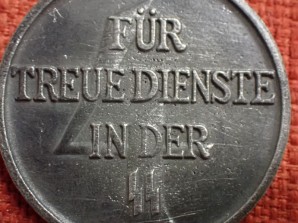 FÜR
TREUE DIENSTE
IN DER
ᛋᛋ